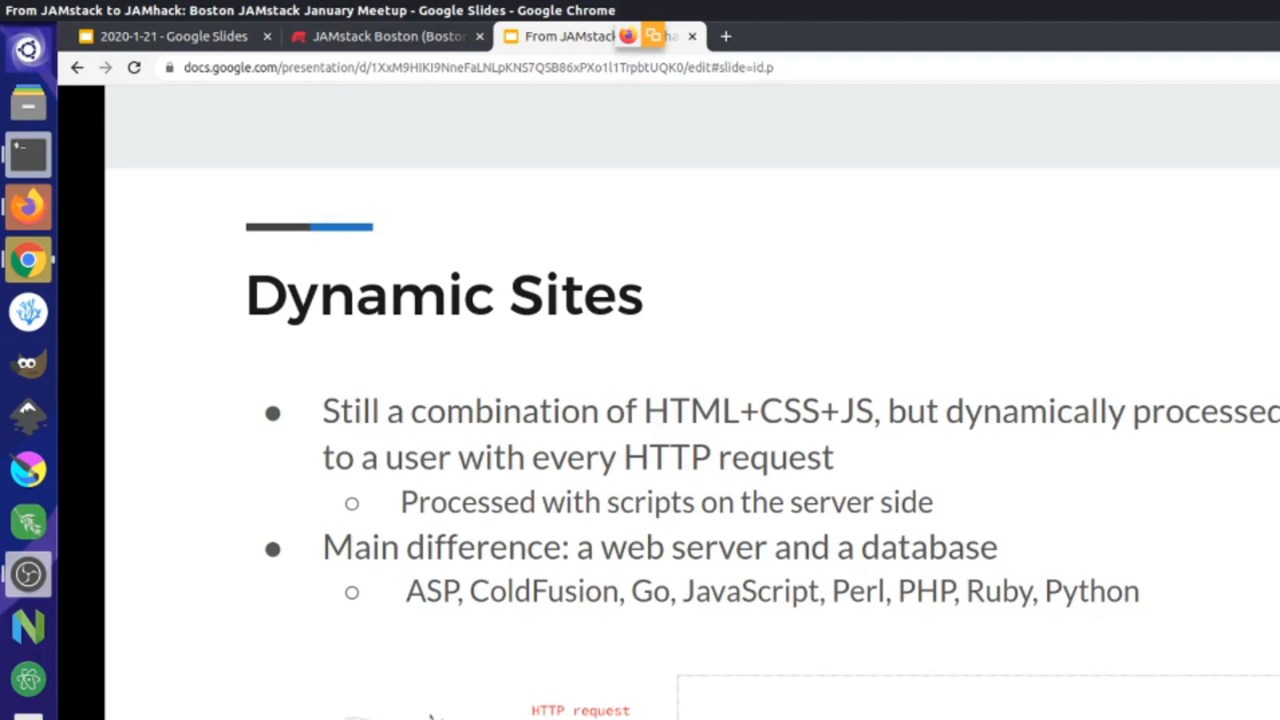 From JAMstack to JAMhack: Boston JAMstack January Meetup - Google Slides - Google Chrome
2020-1-21 - Google Slides
JAMstack Boston (Bostor
From JAMstack
docs.google.com/presentation/d/1XxM9HIKI9NneFaLNLpKNS7QSB86xPXo1l1TrpbtUQK0/edit#slide=id.p
Dynamic Sites
● Still a combination of HTML+CSS+JS, but dynamically processed
to a user with every HTTP request
○ Processed with scripts on the server side
● Main difference: a web server and a database
○ ASP, ColdFusion, Go, JavaScript, Perl, PHP, Ruby, Python
HTTP request